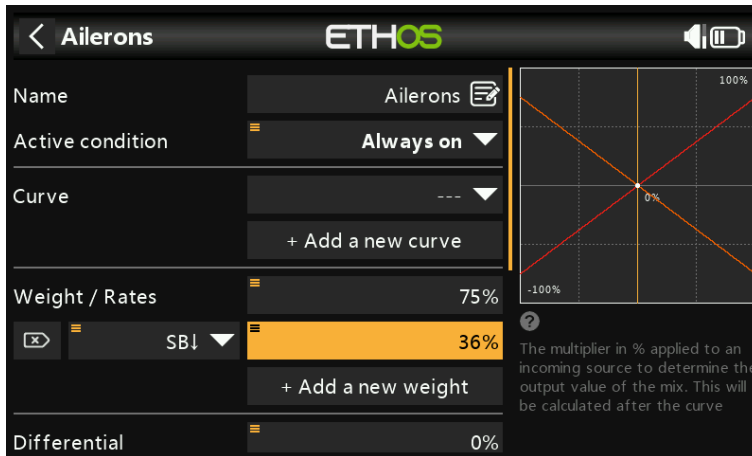 Ailerons
ETHOS
Name
Ailerons
Active condition
Always on
Curve
---
+ Add a new curve
Weight / Rates
75%
SB↓
36%
+ Add a new weight
Differential
0%
100%
0%
-100%
?
The multiplier in % applied to an
incoming source to determine the
output value of the mix. This will
be calculated after the curve